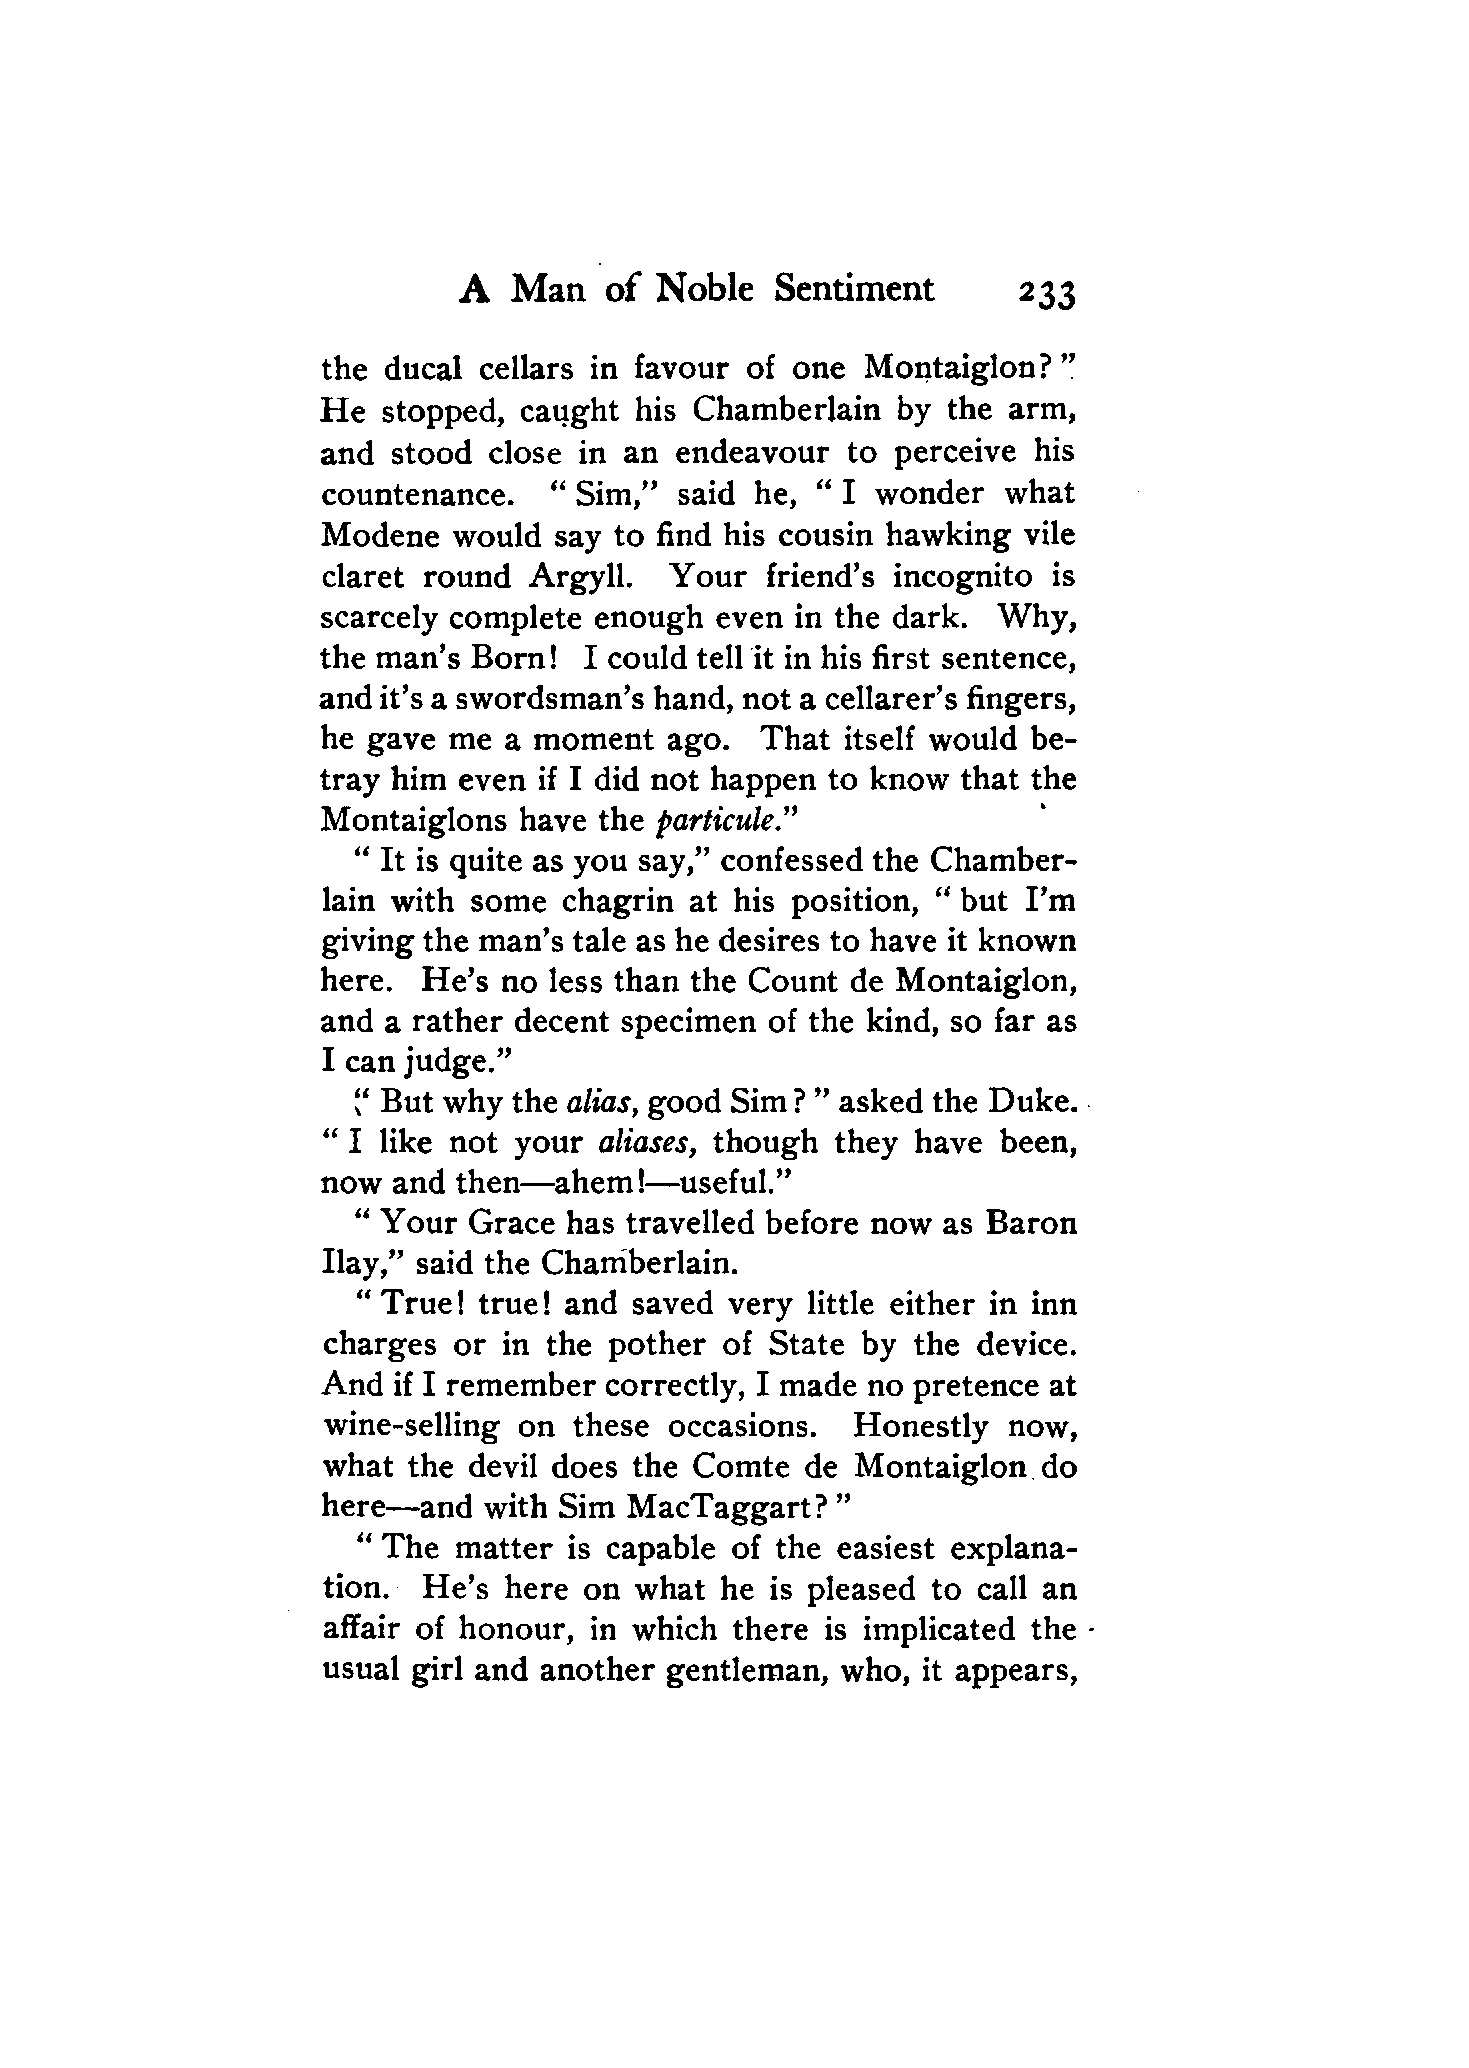 A Man of Noble Sentiment 233
the ducal cellars in favour of one Montaiglon?"
He stopped, caught his Chamberlain by the arm,
and stood close in an endeavour to perceive his
countenance. "Sim," said he, "I wonder what
Modene would say to find his cousin hawking vile
claret round Argyll. Your friend's incognito is
scarcely complete enough even in the dark. Why,
the man's Born! I could tell it in his first sentence,
and it's a swordsman's hand, not a cellarer's fingers,
he gave me a moment ago. That itself would be-
tray him even if I did not happen to know that the
Montaiglons have the particule."
"It is quite as you say," confessed the Chamber-
lain with some chagrin at his position, "but I'm
giving the man's tale as he desires to have it known
here. He's no less than the Count de Montaiglon,
and a rather decent specimen of the kind, so far as
I can judge."
"But why the alias, good Sim?" asked the Duke.
"I like not your aliases, though they have been,
now and then—ahem!—useful."
"Your Grace has travelled before now as Baron
Ilay," said the Chamberlain.
"True! true! and saved very little either in inn
charges or in the pother of State by the device.
And if I remember correctly, I made no pretence at
wine-selling on these occasions. Honestly now,
what the devil does the Comte de Montaiglon do
here—and with Sim MacTaggart?"
"The matter is capable of the easiest explana-
tion. He's here on what he is pleased to call an
affair of honour, in which there is implicated the
usual girl and another gentleman, who, it appears,